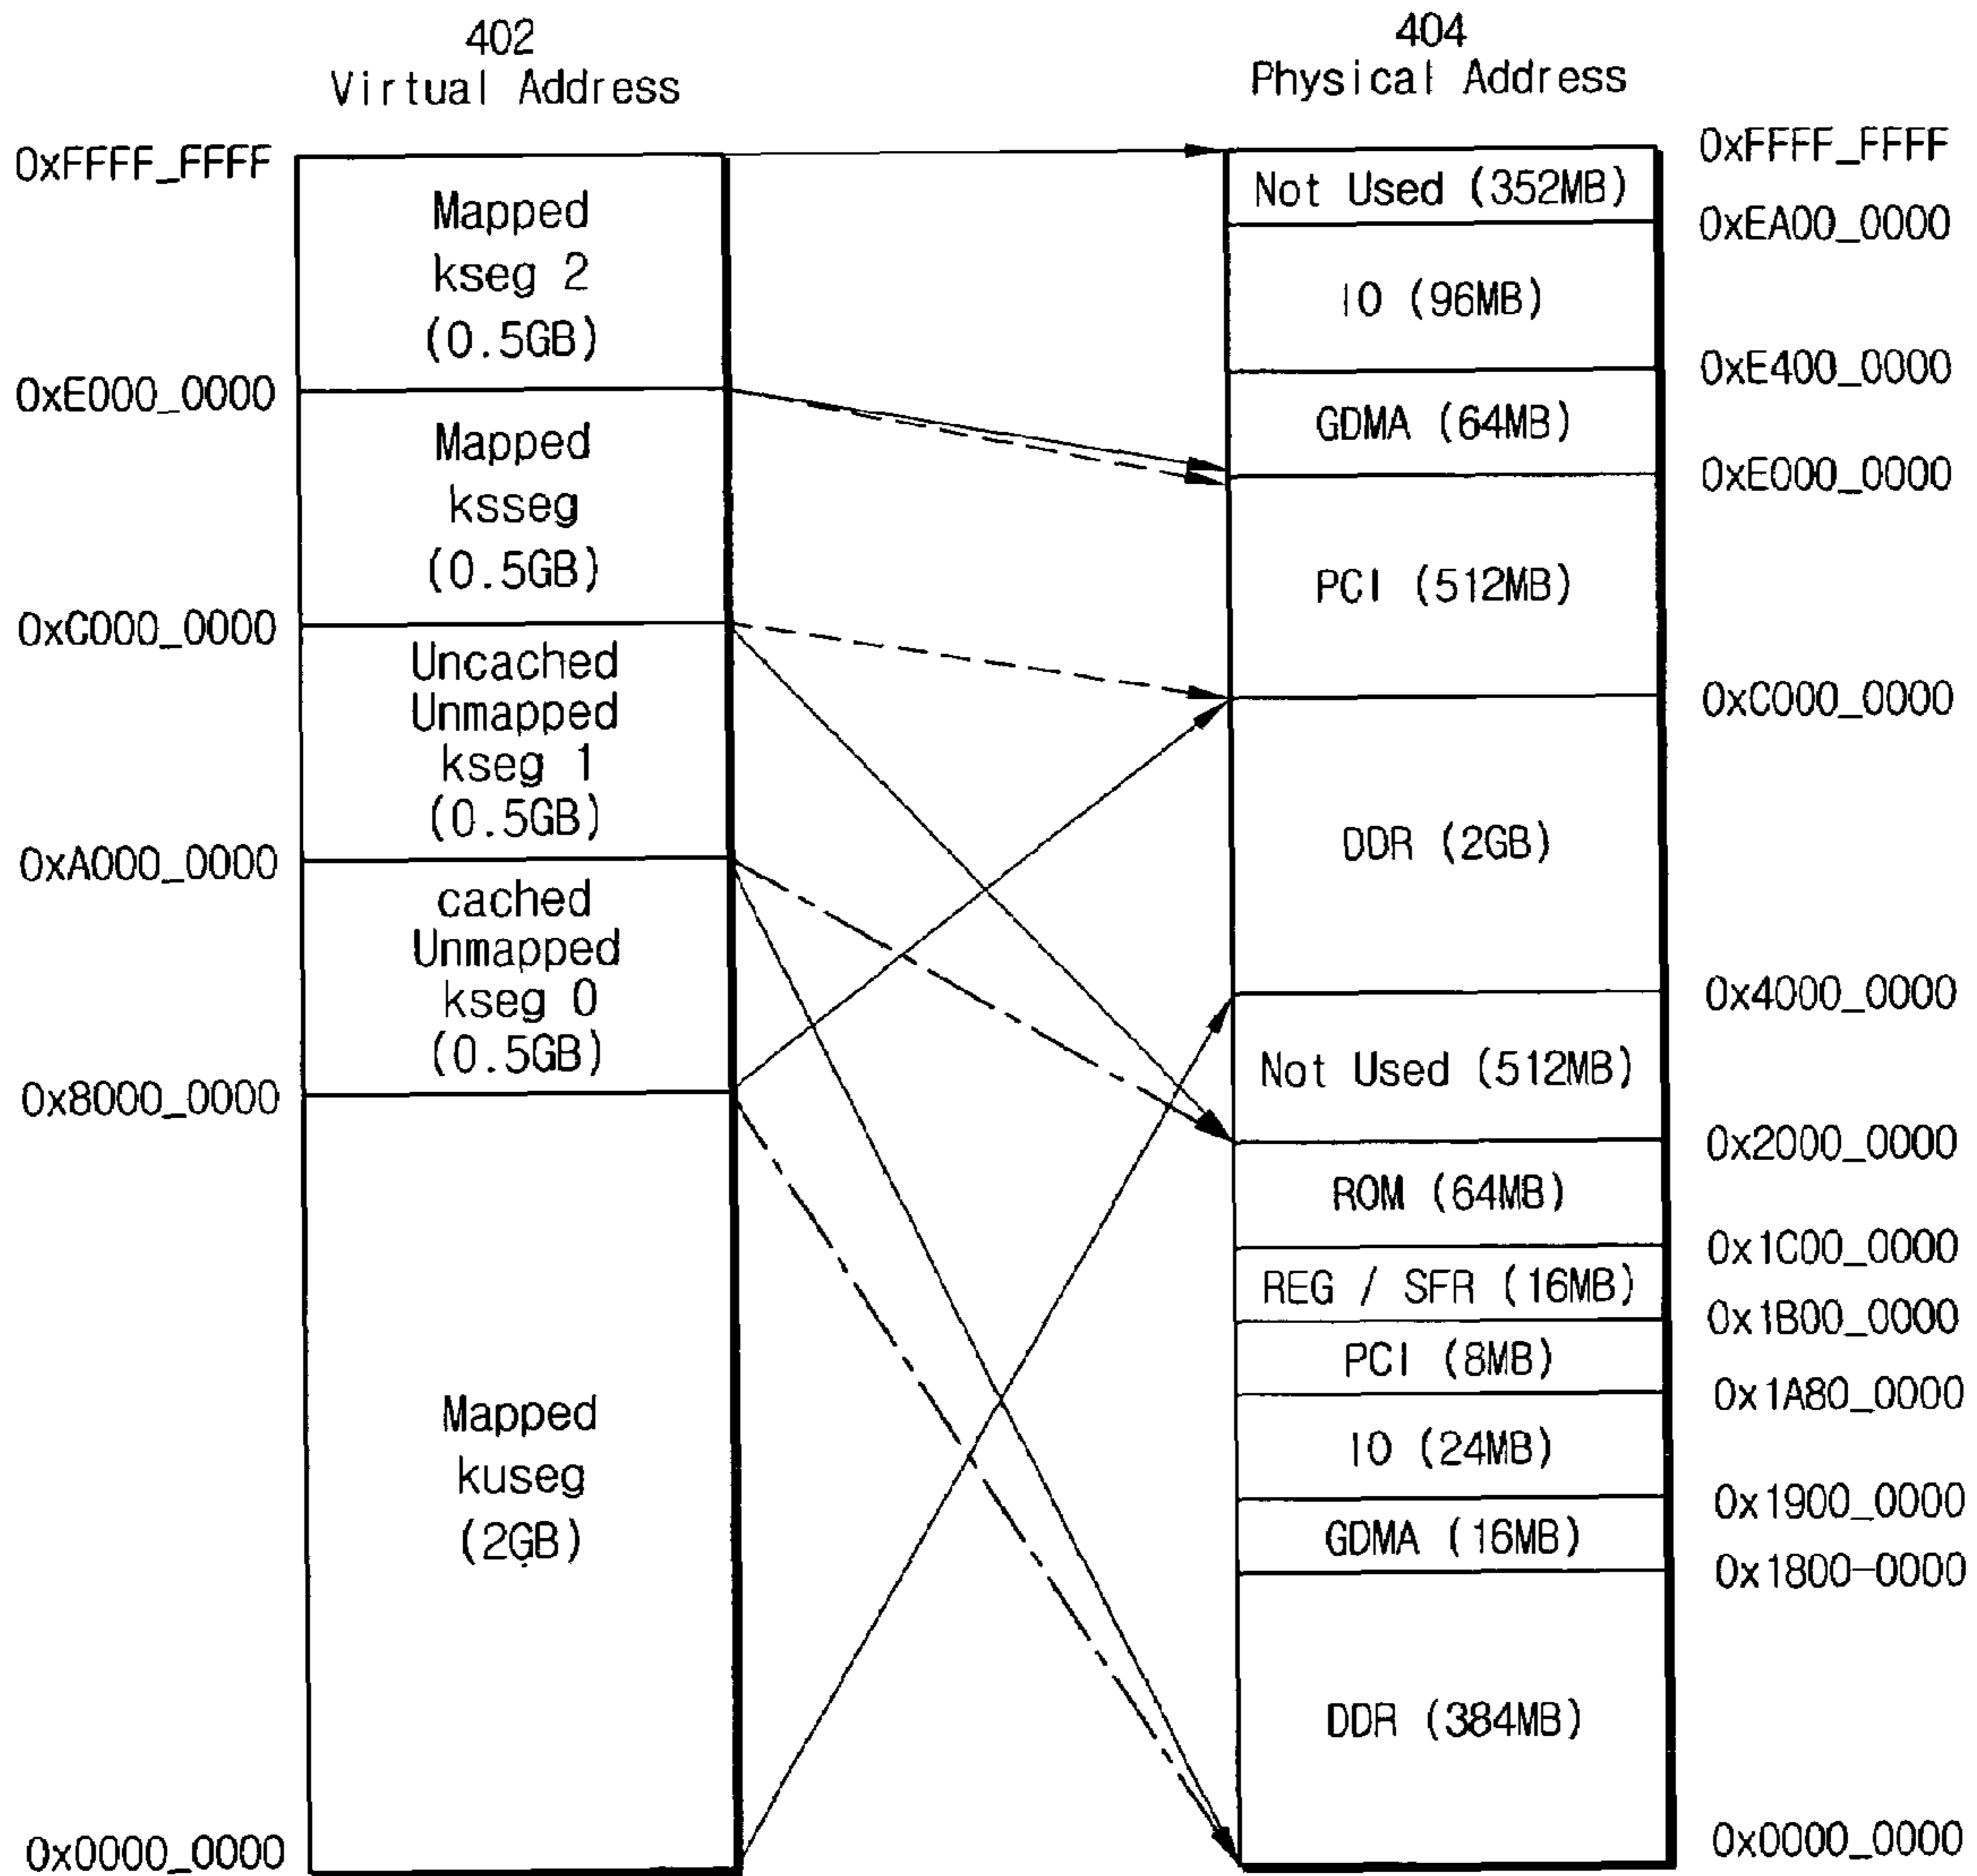 402
Virtual Address
0xFFFF_FFFF
Mapped
kseg 2
(0.5GB)
0xE000_0000
Mapped
ksseg
(0.5GB)
0xC000_0000
Uncached
Unmapped
kseg 1
(0.5GB)
0xA000_0000
cached
Unmapped
kseg 0
(0.5GB)
0x8000_0000
Mapped
kuseg
(2GB)
0x0000_0000
404
Physical Address
0xFFFF_FFFF
Not Used (352MB)
0xEA00_0000
IO (96MB)
0xE400_0000
GDMA (64MB)
0xE000_0000
PCI (512MB)
0xC000_0000
DDR (2GB)
0x4000_0000
Not Used (512MB)
0x2000_0000
ROM (64MB)
0x1C00_0000
REG / SFR (16MB)
0x1B00_0000
PCI (8MB)
0x1A80_0000
IO (24MB)
0x1900_0000
GDMA (16MB)
0x1800-0000
DDR (384MB)
0x0000_0000